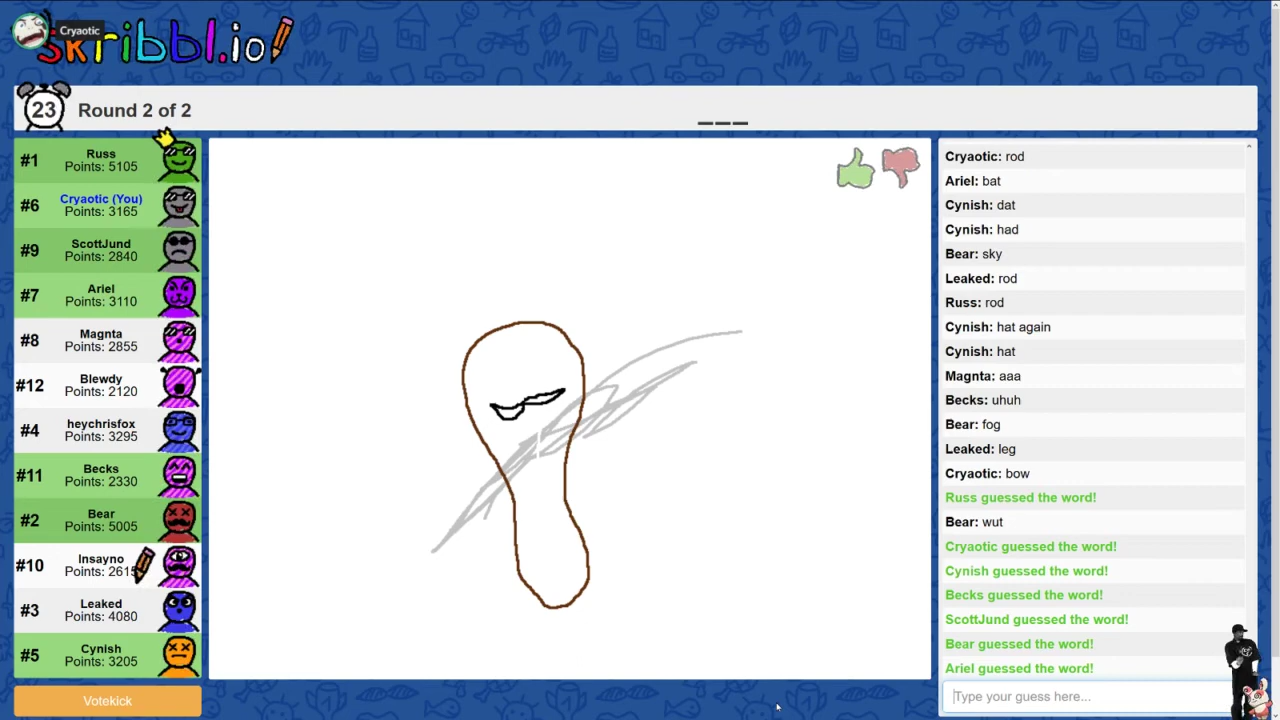 Cryaotic
skribbl.io!
23
Round 2 of 2
_ _ _
#1 Russ
Points: 5105
#6 Cryaotic (You)
Points: 3165
#9 ScottJund
Points: 2840
#7 Ariel
Points: 3110
#8 Magnta
Points: 2855
#12 Blewdy
Points: 2120
#4 heychrisfox
Points: 3295
#11 Becks
Points: 2330
#2 Bear
Points: 5005
#10 Insayno
Points: 2615
#3 Leaked
Points: 4080
#5 Cynish
Points: 3205
Votekick
Cryaotic: rod
Ariel: bat
Cynish: dat
Cynish: had
Bear: sky
Leaked: rod
Russ: rod
Cynish: hat again
Cynish: hat
Magnta: aaa
Becks: uhuh
Bear: fog
Leaked: leg
Cryaotic: bow
Russ guessed the word!
Bear: wut
Cryaotic guessed the word!
Cynish guessed the word!
Becks guessed the word!
ScottJund guessed the word!
Bear guessed the word!
Ariel guessed the word!
Type your guess here...